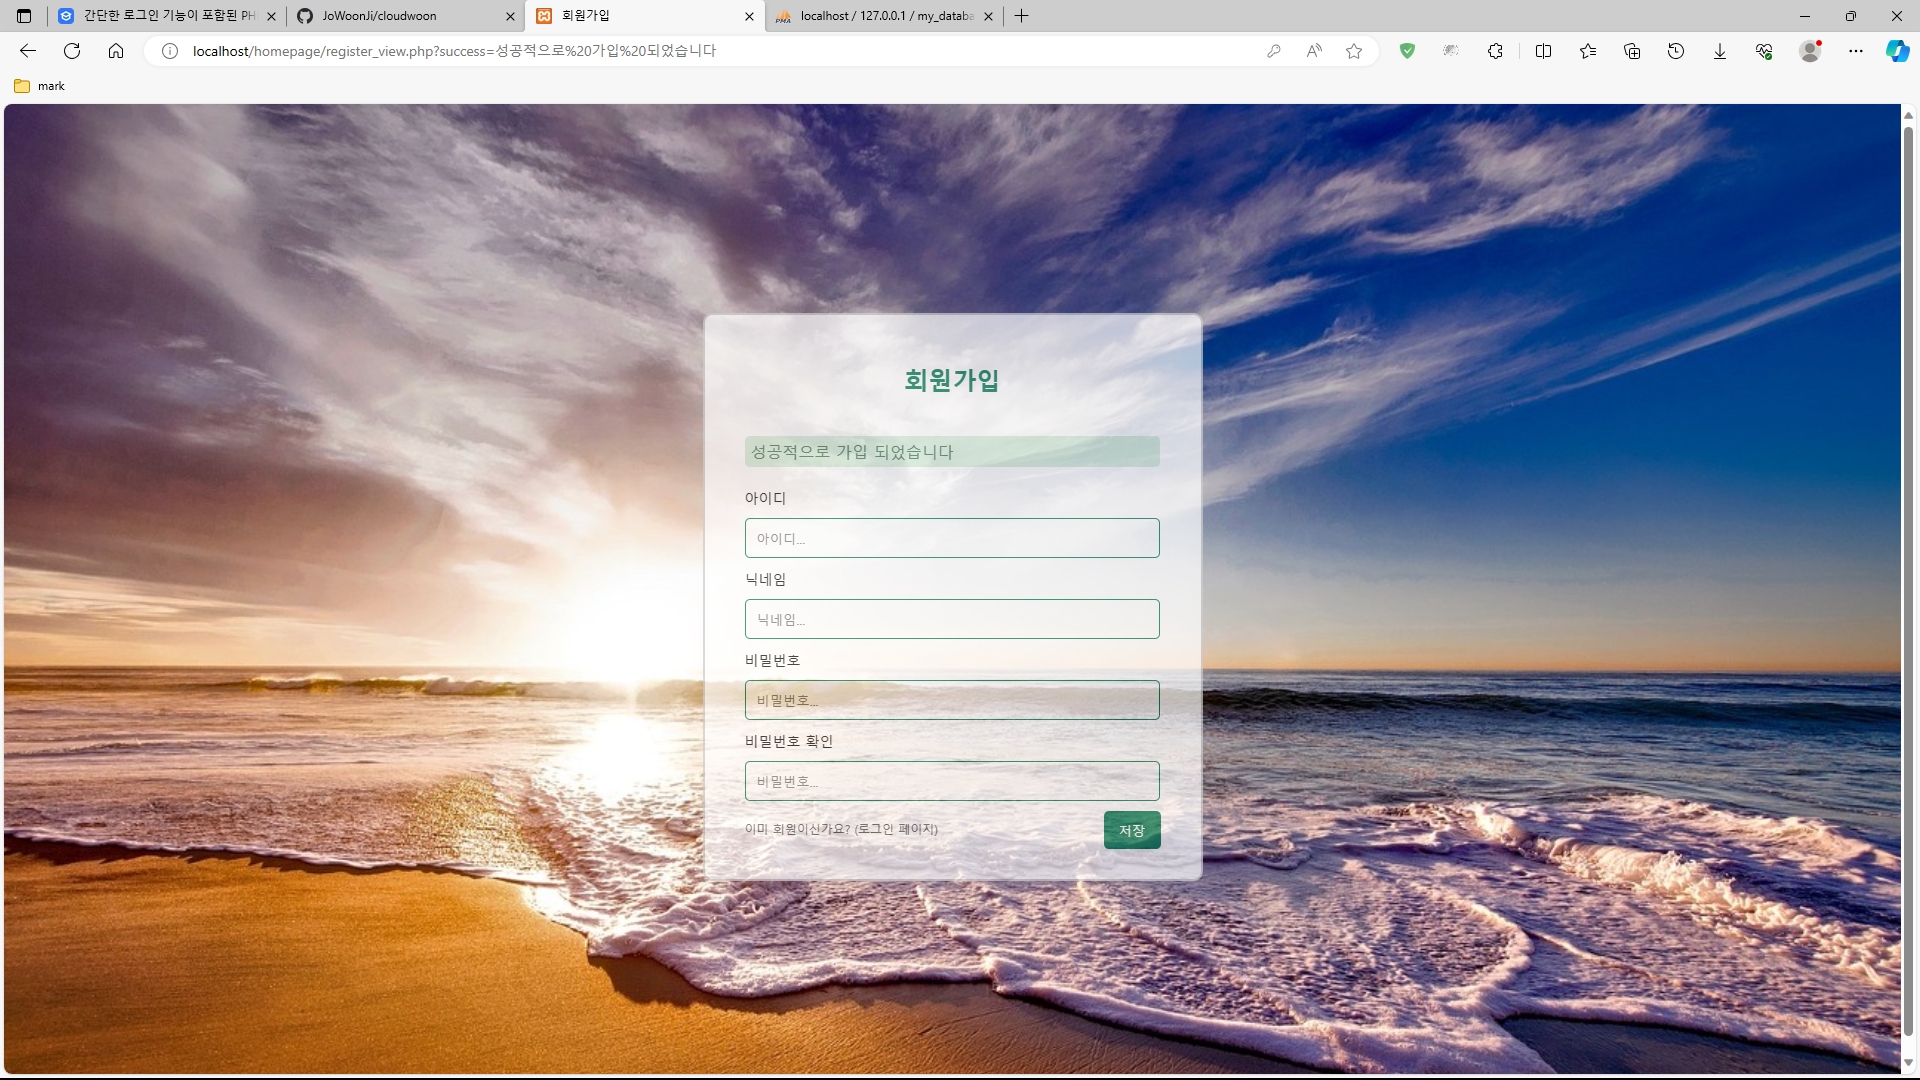 간단한 로그인 기능이 포함된 PH
JoWoonJi/cloudwoon
회원가입
localhost / 127.0.0.1 / my_databa
localhost/homepage/register_view.php?success=성공적으로%20가입%20되었습니다
mark
회원가입
성공적으로 가입 되었습니다
아이디
아이디...
닉네임
닉네임...
비밀번호
비밀번호...
비밀번호 확인
비밀번호...
이미 회원이신가요? (로그인 페이지)
저장